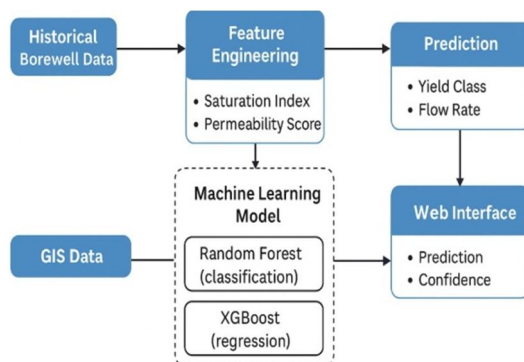 Historical
Borewell Data
Feature
Engineering
• Saturation Index
• Permeability Score
Prediction
• Yield Class
• Flow Rate
GIS Data
Machine Learning
Model
Random Forest
(classification)
XGBoost
(regression)
Web Interface
• Prediction
• Confidence